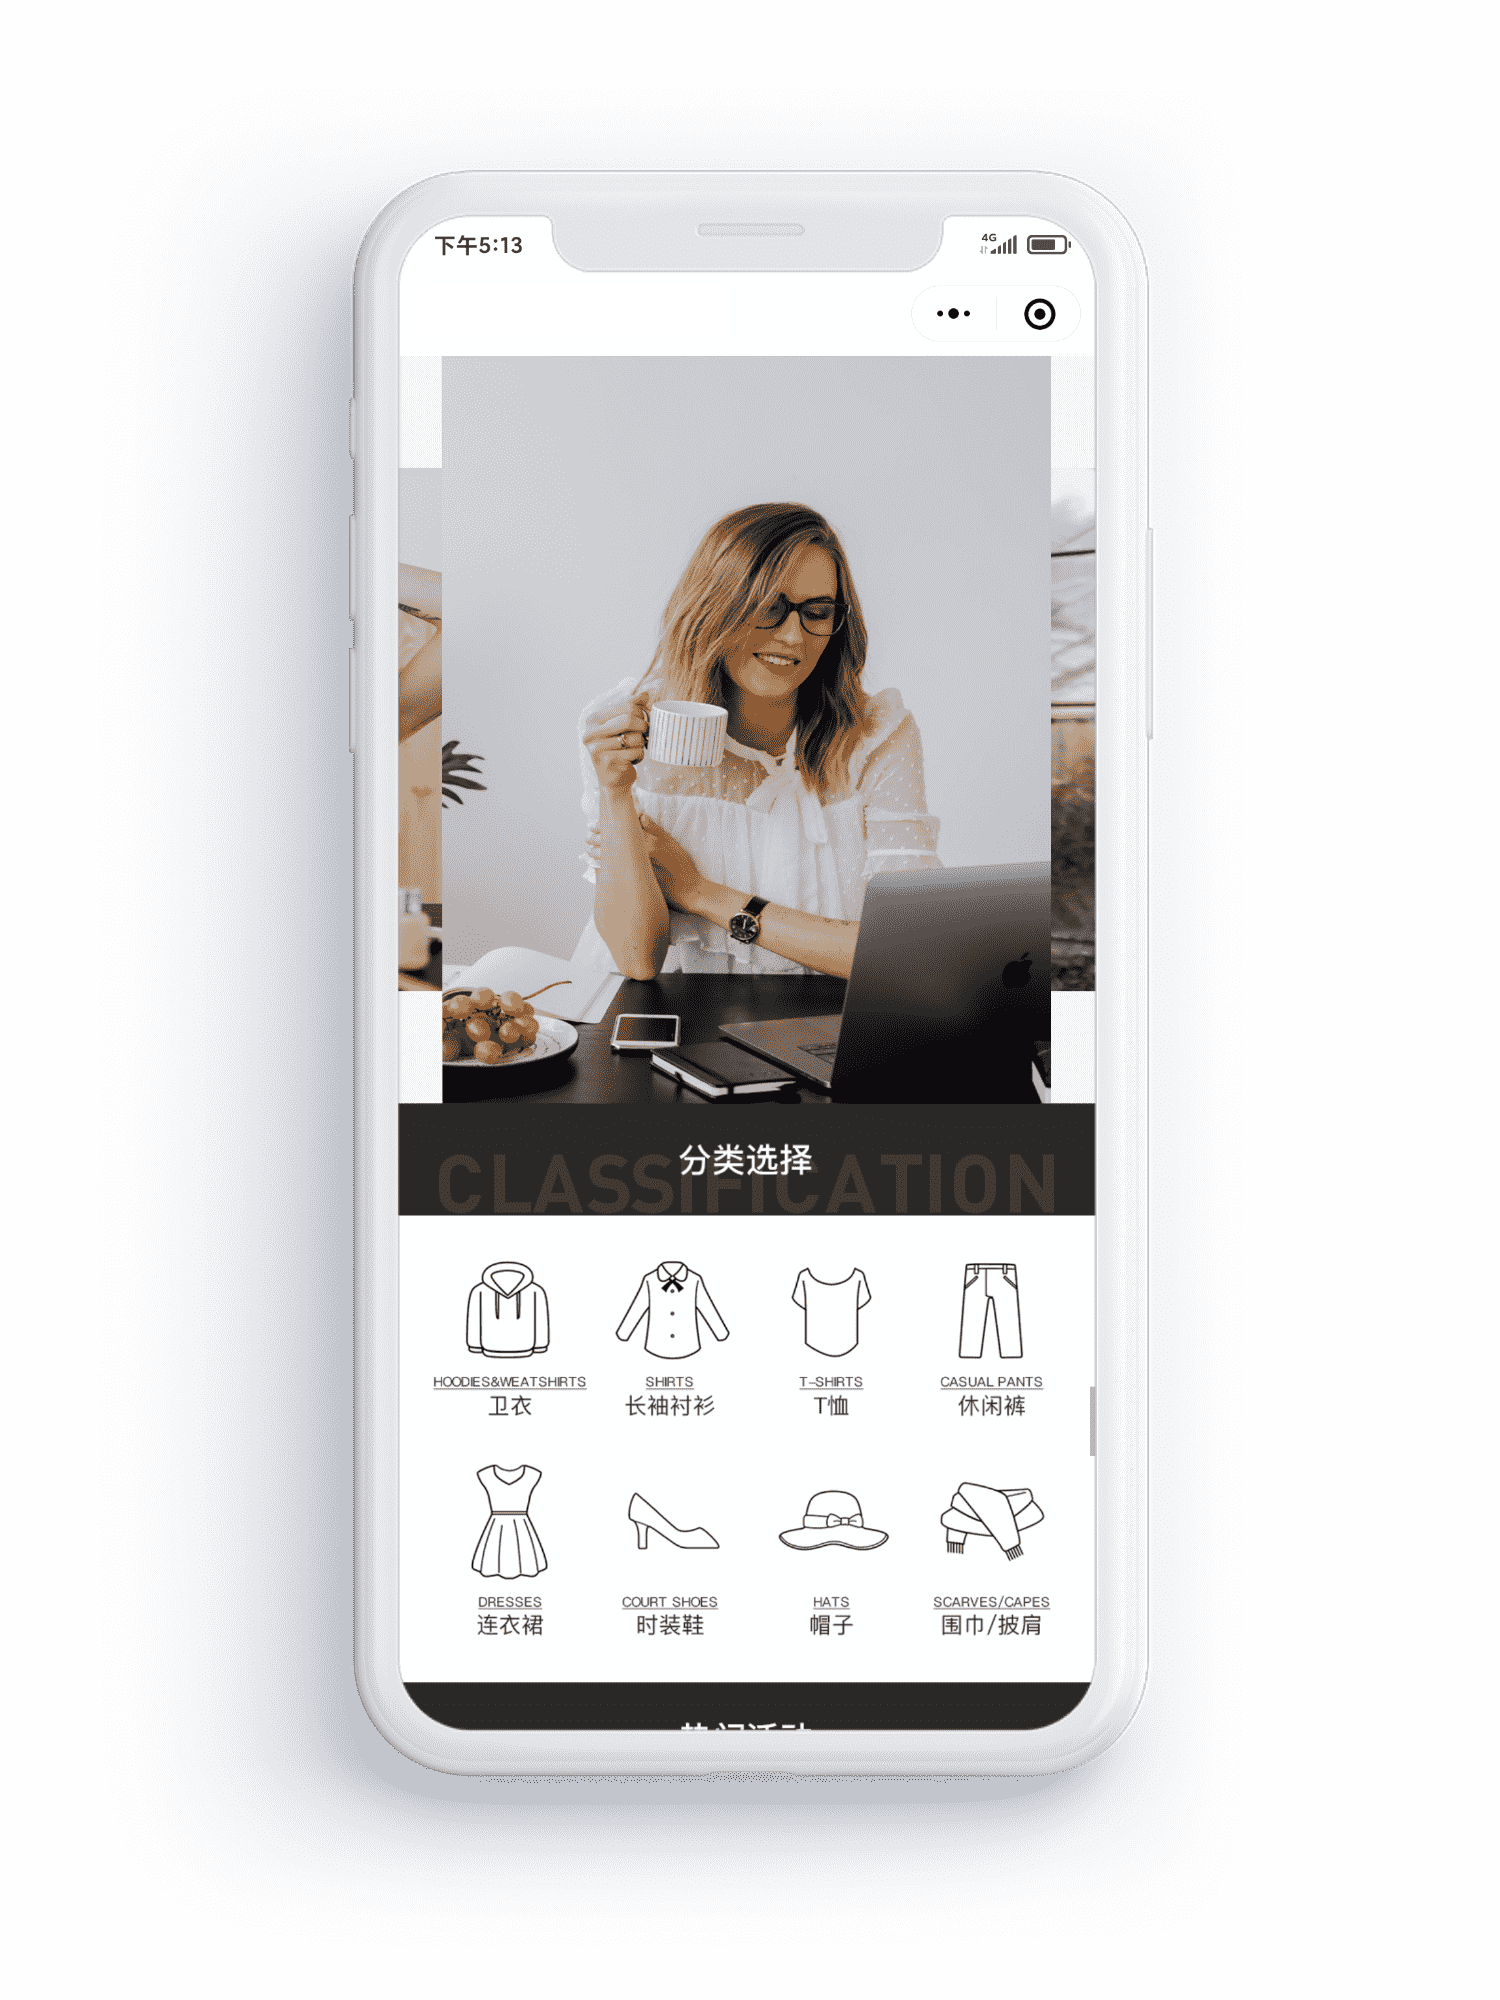 下午5:13
4G
CLASSIFICATION
分类选择
HOODIES&WEATSHIRTS
SHIRTS
T-SHIRTS
CASUAL PANTS
卫衣
长袖衬衫
T恤
休闲裤
DRESSES
COURT SHOES
HATS
SCARVES/CAPES
连衣裙
时装鞋
帽子
围巾/披肩